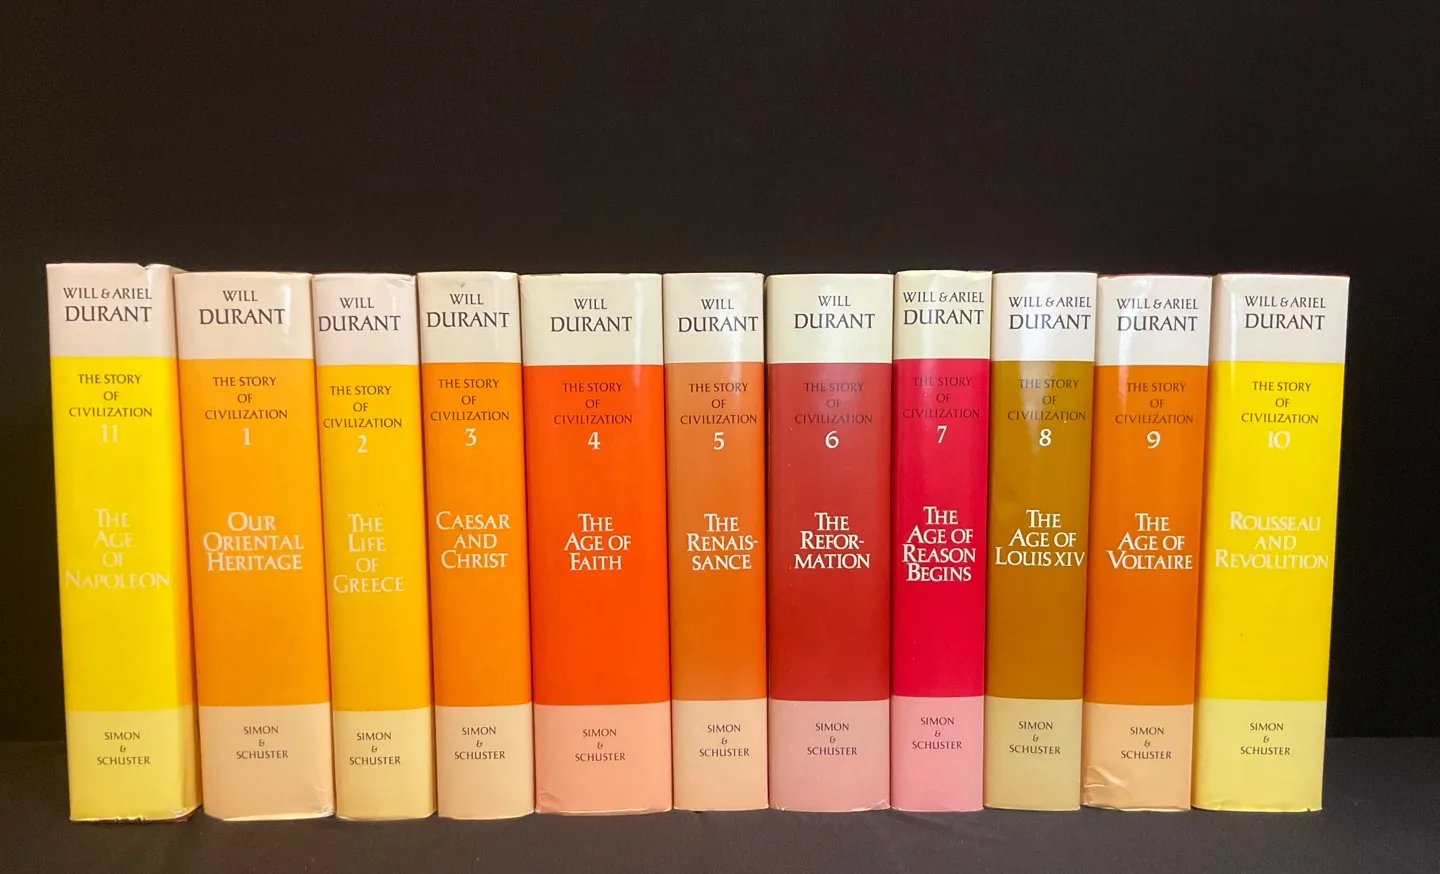 WILL & ARIEL
DURANT
THE STORY
OF
CIVILIZATION
11
THE
AGE
OF
NAPOLEON
SIMON
&
SCHUSTER
WILL
DURANT
THE STORY
OF
CIVILIZATION
1
OUR
ORIENTAL
HERITAGE
SIMON
&
SCHUSTER
WILL
DURANT
THE STORY
OF
CIVILIZATION
2
THE
LIFE
OF
GREECE
SIMON
&
SCHUSTER
WILL
DURANT
THE STORY
OF
CIVILIZATION
3
CAESAR
AND
CHRIST
SIMON
&
SCHUSTER
WILL
DURANT
THE STORY
OF
CIVILIZATION
4
THE
AGE OF
FAITH
SIMON
&
SCHUSTER
WILL
DURANT
THE STORY
OF
CIVILIZATION
5
THE
RENAIS-
SANCE
SIMON
&
SCHUSTER
WILL
DURANT
THE STORY
OF
CIVILIZATION
6
THE
REFOR-
MATION
SIMON
&
SCHUSTER
WILL & ARIEL
DURANT
THE STORY
OF
CIVILIZATION
7
THE
AGE OF
REASON
BEGINS
SIMON
&
SCHUSTER
WILL & ARIEL
DURANT
THE STORY
OF
CIVILIZATION
8
THE
AGE OF
LOUIS XIV
SIMON
&
SCHUSTER
WILL & ARIEL
DURANT
THE STORY
OF
CIVILIZATION
9
THE
AGE OF
VOLTAIRE
SIMON
&
SCHUSTER
WILL & ARIEL
DURANT
THE STORY
OF
CIVILIZATION
10
ROUSSEAU
AND
REVOLUTION
SIMON
&
SCHUSTER